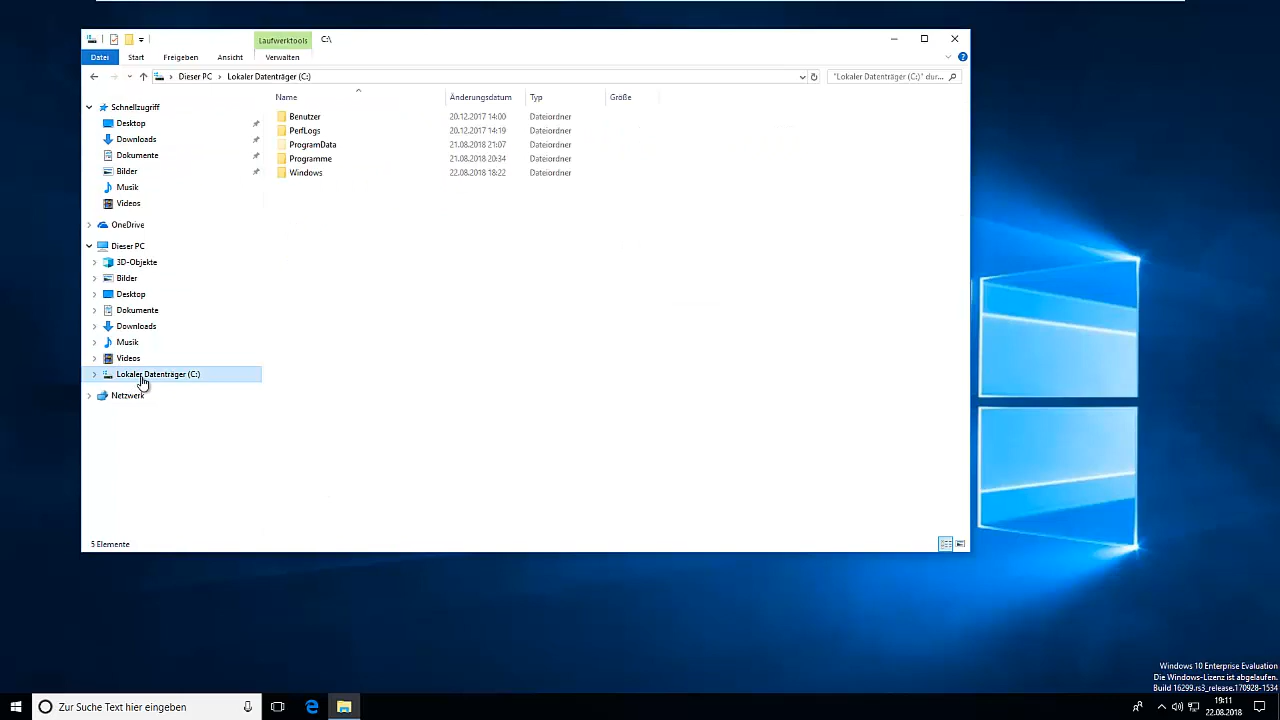 Laufwerktools C:\
Datei Start Freigeben Ansicht Verwalten
Dieser PC Lokaler Datenträger (C:) "Lokaler Datenträger (C:)" dur...
Name Änderungsdatum Typ Größe
Schnellzugriff
Desktop
Downloads
Dokumente
Bilder
Musik
Videos
OneDrive
Dieser PC
3D-Objekte
Bilder
Desktop
Dokumente
Downloads
Musik
Videos
Lokaler Datenträger (C:)
Netzwerk
Benutzer 20.12.2017 14:00 Dateiordner
PerfLogs 20.12.2017 14:19 Dateiordner
ProgramData 21.08.2018 21:07 Dateiordner
Programme 21.08.2018 20:34 Dateiordner
Windows 22.08.2018 18:22 Dateiordner
5 Elemente
Windows 10 Enterprise Evaluation
Die Windows-Lizenz ist abgelaufen.
Build 16299.rs3_release.170928-1534
Zur Suche Text hier eingeben
19:11
22.08.2018